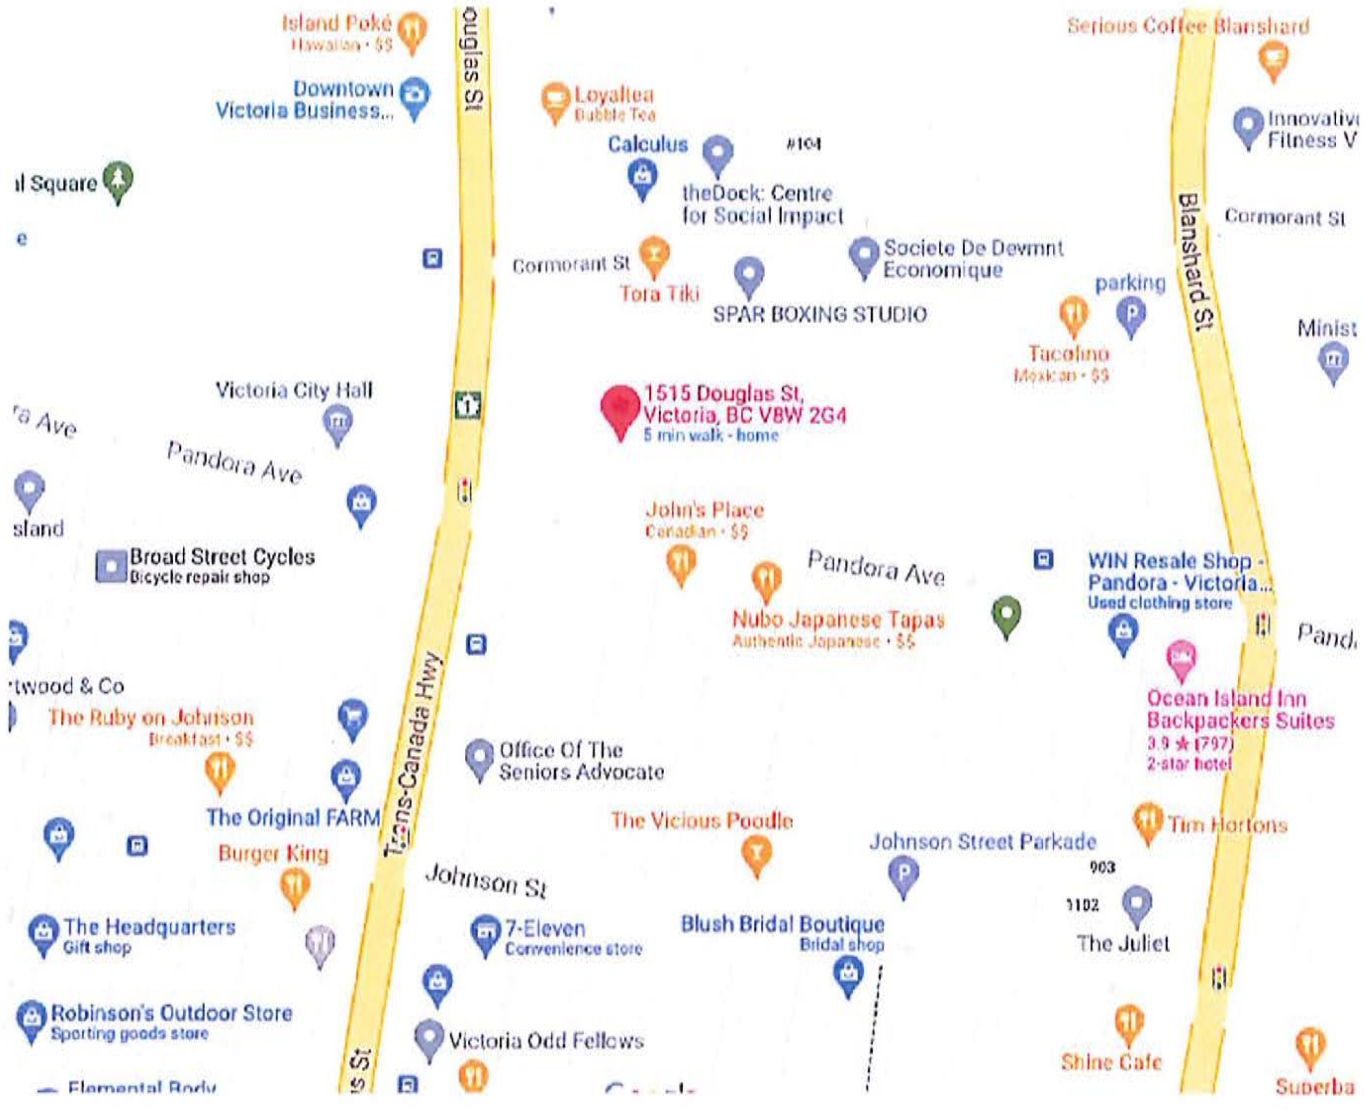 Island Poké
Hawaiian · $$
ouglas St
Serious Coffee Blanshard
Downtown
Victoria Business...
Loyaltea
Bubble Tea
Innovative
Fitness V
Calculus
#104
il Square
theDock: Centre
for Social Impact
Blanshard St
Cormorant St
e
Cormorant St
Societe De Devmnt
Economique
Tora Tiki
parking
P
SPAR BOXING STUDIO
Minist
Tacolino
Mexican · $$
Victoria City Hall
1515 Douglas St,
Victoria, BC V8W 2G4
5 min walk - home
1
ra Ave
Pandora Ave
sland
John's Place
Canadian · $$
Broad Street Cycles
Bicycle repair shop
Pandora Ave
WIN Resale Shop -
Pandora - Victoria...
Used clothing store
Nubo Japanese Tapas
Authentic Japanese · $$
Pand
twood & Co
Trans-Canada Hwy
The Ruby on Johnson
Breakfast · $$
Ocean Island Inn
Backpackers Suites
3.9 ★ (797)
2-star hotel
Office Of The
Seniors Advocate
The Original FARM
The Vicious Poodle
Tim Hortons
Burger King
Johnson Street Parkade
P
903
Johnson St
1102
The Headquarters
Gift shop
7-Eleven
Convenience store
Blush Bridal Boutique
Bridal shop
The Juliet
Robinson's Outdoor Store
Sporting goods store
Victoria Odd Fellows
Shine Cafe
s St
Elemental Body
Superba